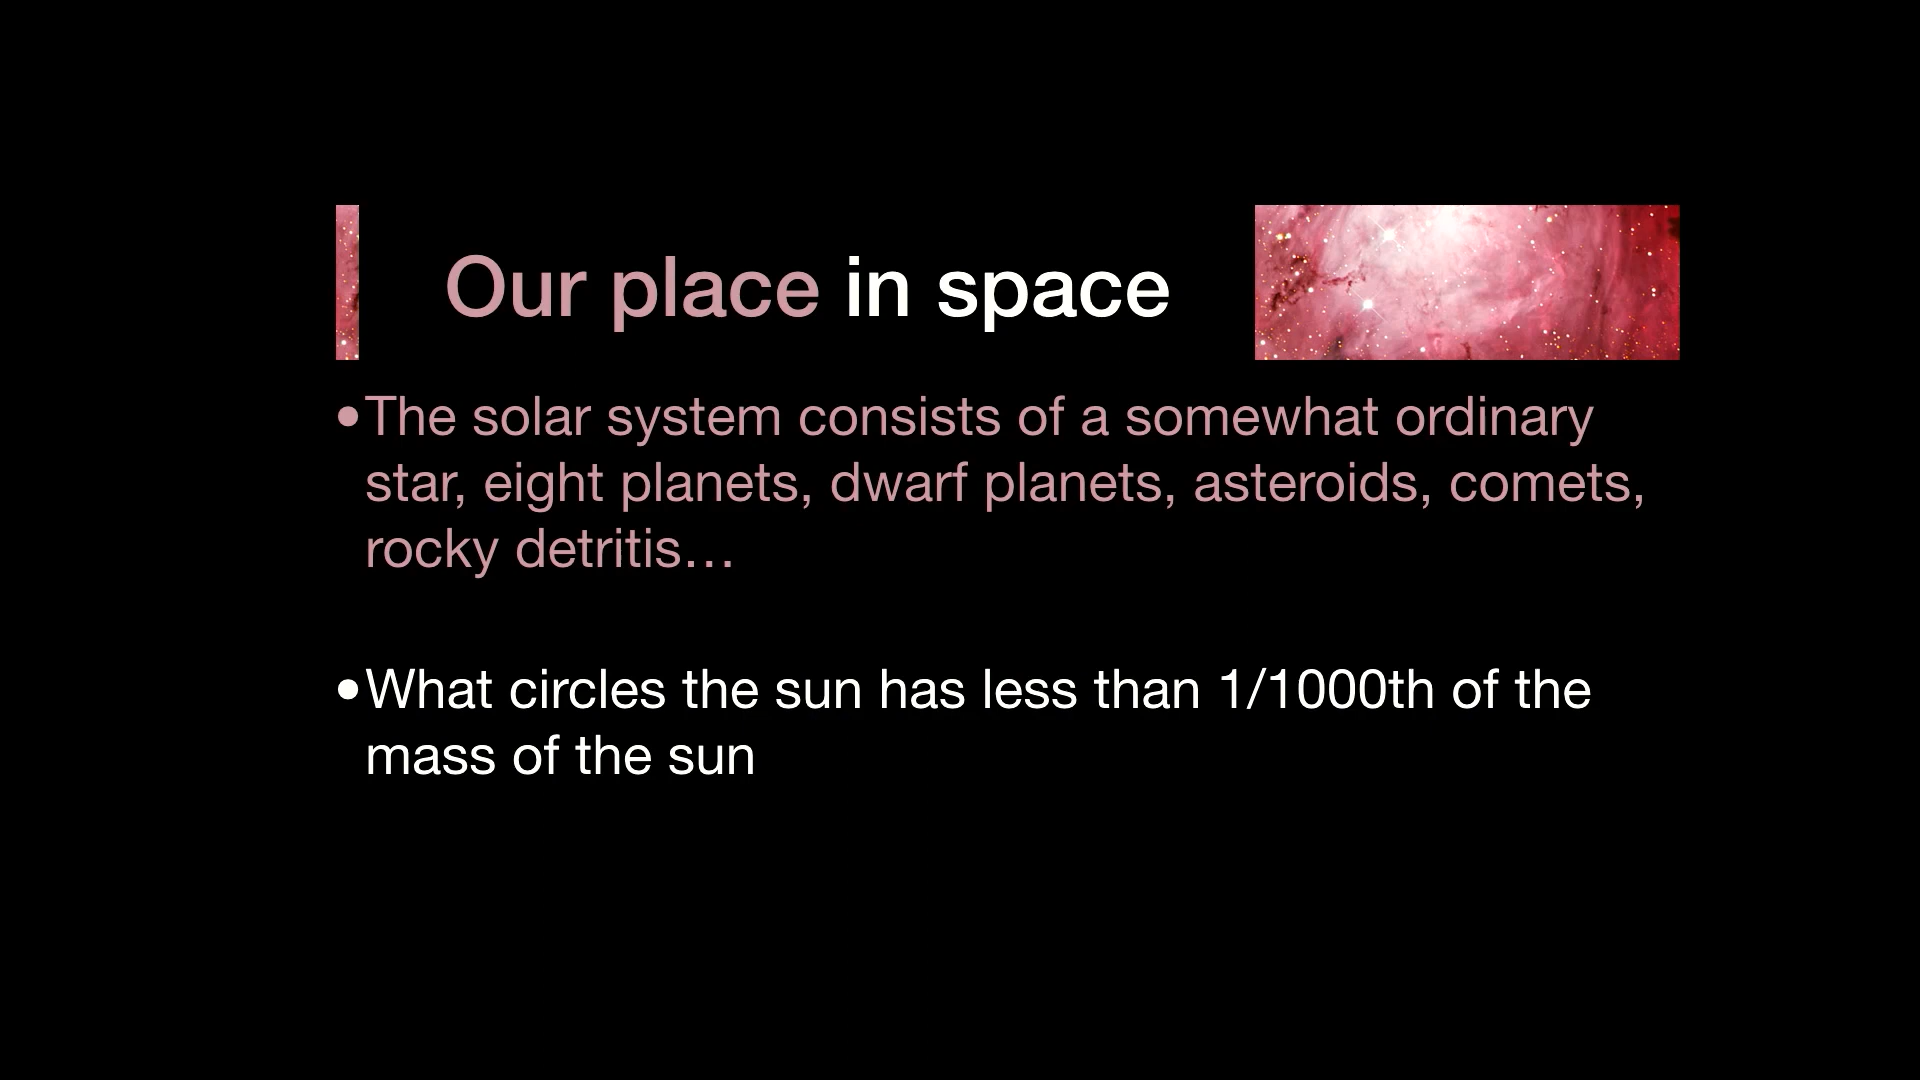 Our place in space
•The solar system consists of a somewhat ordinary
star, eight planets, dwarf planets, asteroids, comets,
rocky detritis…
•What circles the sun has less than 1/1000th of the
mass of the sun